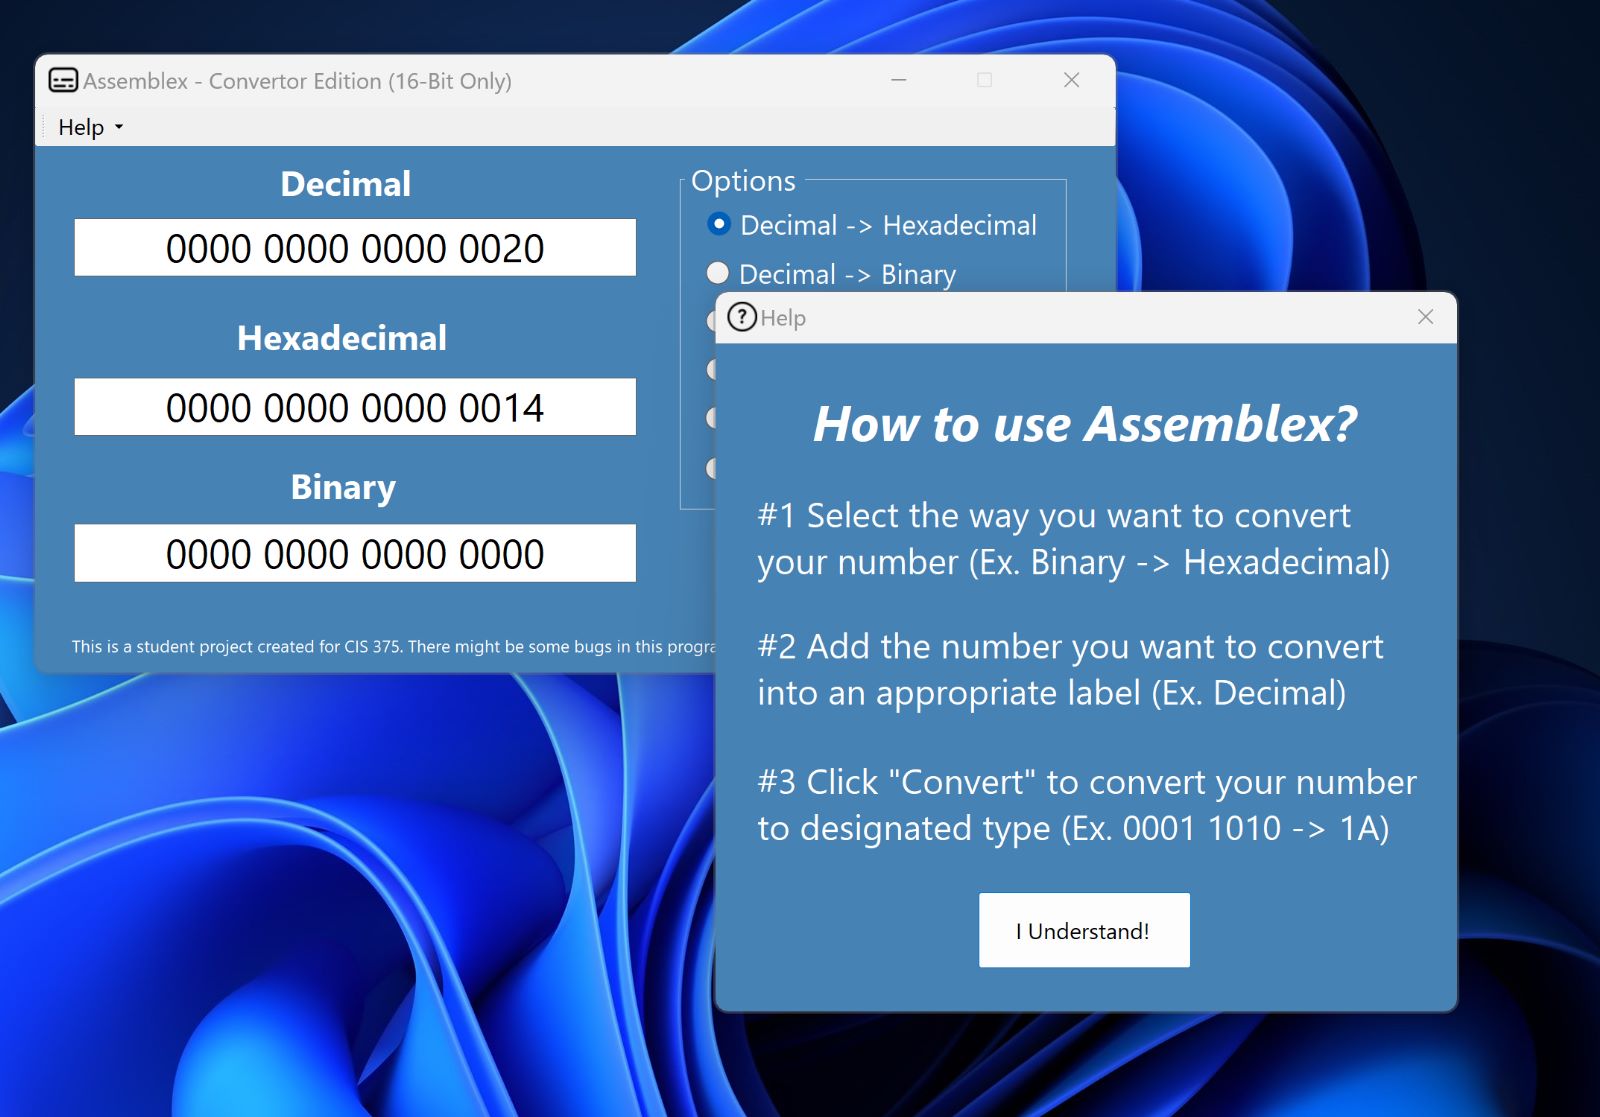 Assemblex - Convertor Edition (16-Bit Only)
Help
Decimal
0000 0000 0000 0020
Hexadecimal
0000 0000 0000 0014
Binary
0000 0000 0000 0000
This is a student project created for CIS 375. There might be some bugs in this
Options
Decimal -> Hexadecimal
Decimal -> Binary
Help
How to use Assemblex?
#1 Select the way you want to convert
your number (Ex. Binary -> Hexadecimal)
#2 Add the number you want to convert
into an appropriate label (Ex. Decimal)
#3 Click "Convert" to convert your number
to designated type (Ex. 0001 1010 -> 1A)
I Understand!